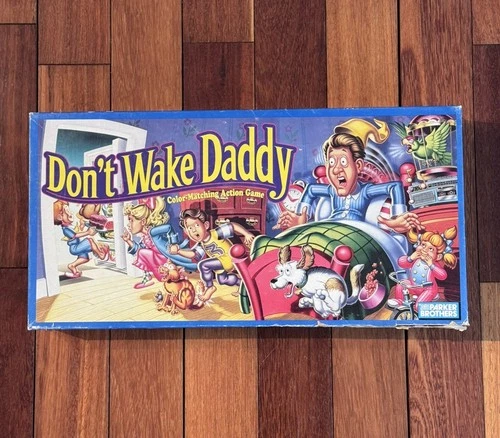 Don't Wake Daddy
Color-Matching Action Game
PARKER
BROTHERS